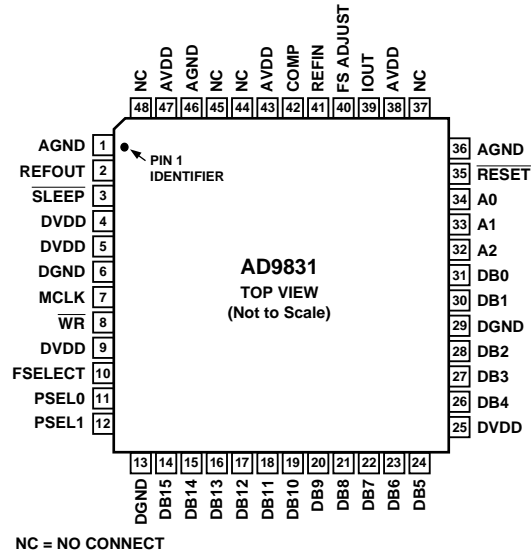 NC
AVDD
AGND
NC
NC
AVDD
COMP
REFIN
FS ADJUST
IOUT
AVDD
NC
48 47 46 45 44 43 42 41 40 39 38 37
AGND 1
REFOUT 2
SLEEP 3
DVDD 4
DVDD 5
DGND 6
MCLK 7
WR 8
DVDD 9
FSELECT 10
PSEL0 11
PSEL1 12
PIN 1
IDENTIFIER
AD9831
TOP VIEW
(Not to Scale)
36 AGND
35 RESET
34 A0
33 A1
32 A2
31 DB0
30 DB1
29 DGND
28 DB2
27 DB3
26 DB4
25 DVDD
13 14 15 16 17 18 19 20 21 22 23 24
DGND
DB15
DB14
DB13
DB12
DB11
DB10
DB9
DB8
DB7
DB6
DB5
NC = NO CONNECT